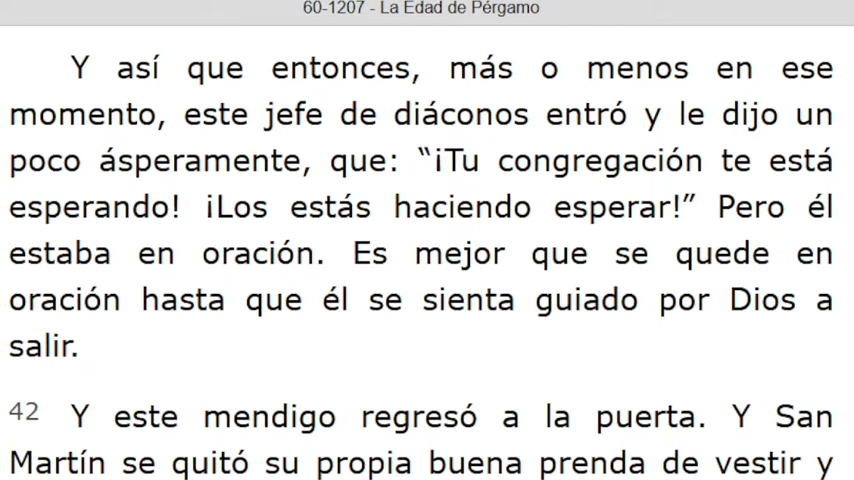 60-1207 - La Edad de Pérgamo
Y así que entonces, más o menos en ese
momento, este jefe de diáconos entró y le dijo un
poco ásperamente, que: “¡Tu congregación te está
esperando! ¡Los estás haciendo esperar!” Pero él
estaba en oración. Es mejor que se quede en
oración hasta que él se sienta guiado por Dios a
salir.
42 Y este mendigo regresó a la puerta. Y San
Martín se quitó su propia buena prenda de vestir y